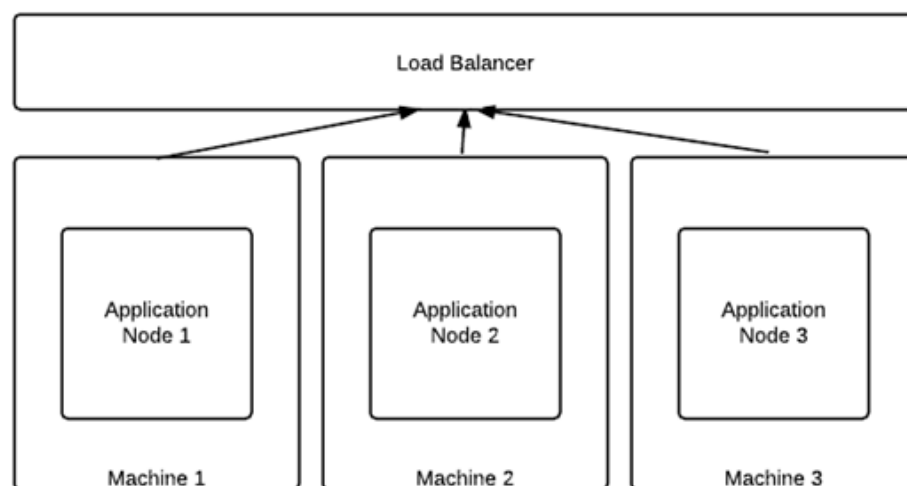 Load Balancer
Application
Node 1
Application
Node 2
Application
Node 3
Machine 1
Machine 2
Machine 3